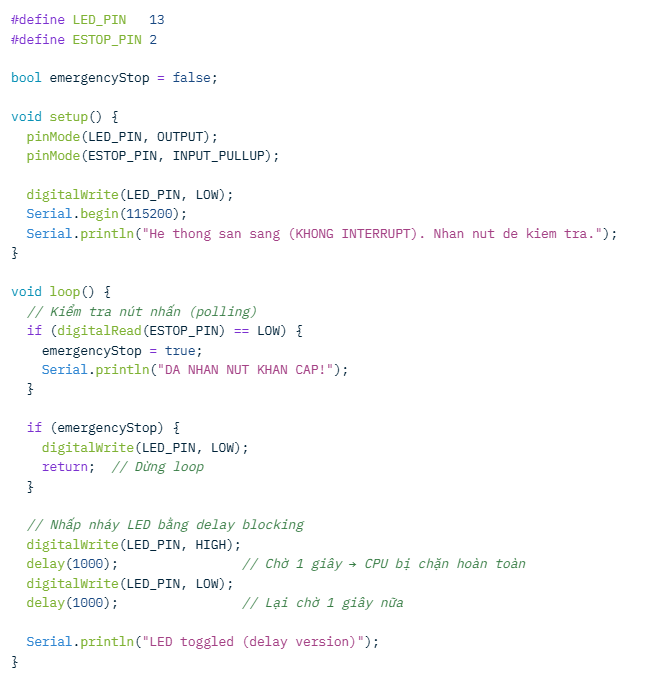 #define LED_PIN   13
#define ESTOP_PIN 2

bool emergencyStop = false;

void setup() {
  pinMode(LED_PIN, OUTPUT);
  pinMode(ESTOP_PIN, INPUT_PULLUP);

  digitalWrite(LED_PIN, LOW);
  Serial.begin(115200);
  Serial.println("He thong san sang (KHONG INTERRUPT). Nhan nut de kiem tra.");
}

void loop() {
  // Kiểm tra nút nhấn (polling)
  if (digitalRead(ESTOP_PIN) == LOW) {
    emergencyStop = true;
    Serial.println("DA NHAN NUT KHAN CAP!");
  }

  if (emergencyStop) {
    digitalWrite(LED_PIN, LOW);
    return;  // Dừng loop
  }

  // Nhấp nháy LED bằng delay blocking
  digitalWrite(LED_PIN, HIGH);
  delay(1000);                // Chờ 1 giây → CPU bị chặn hoàn toàn
  digitalWrite(LED_PIN, LOW);
  delay(1000);                // Lại chờ 1 giây nữa

  Serial.println("LED toggled (delay version)");
}